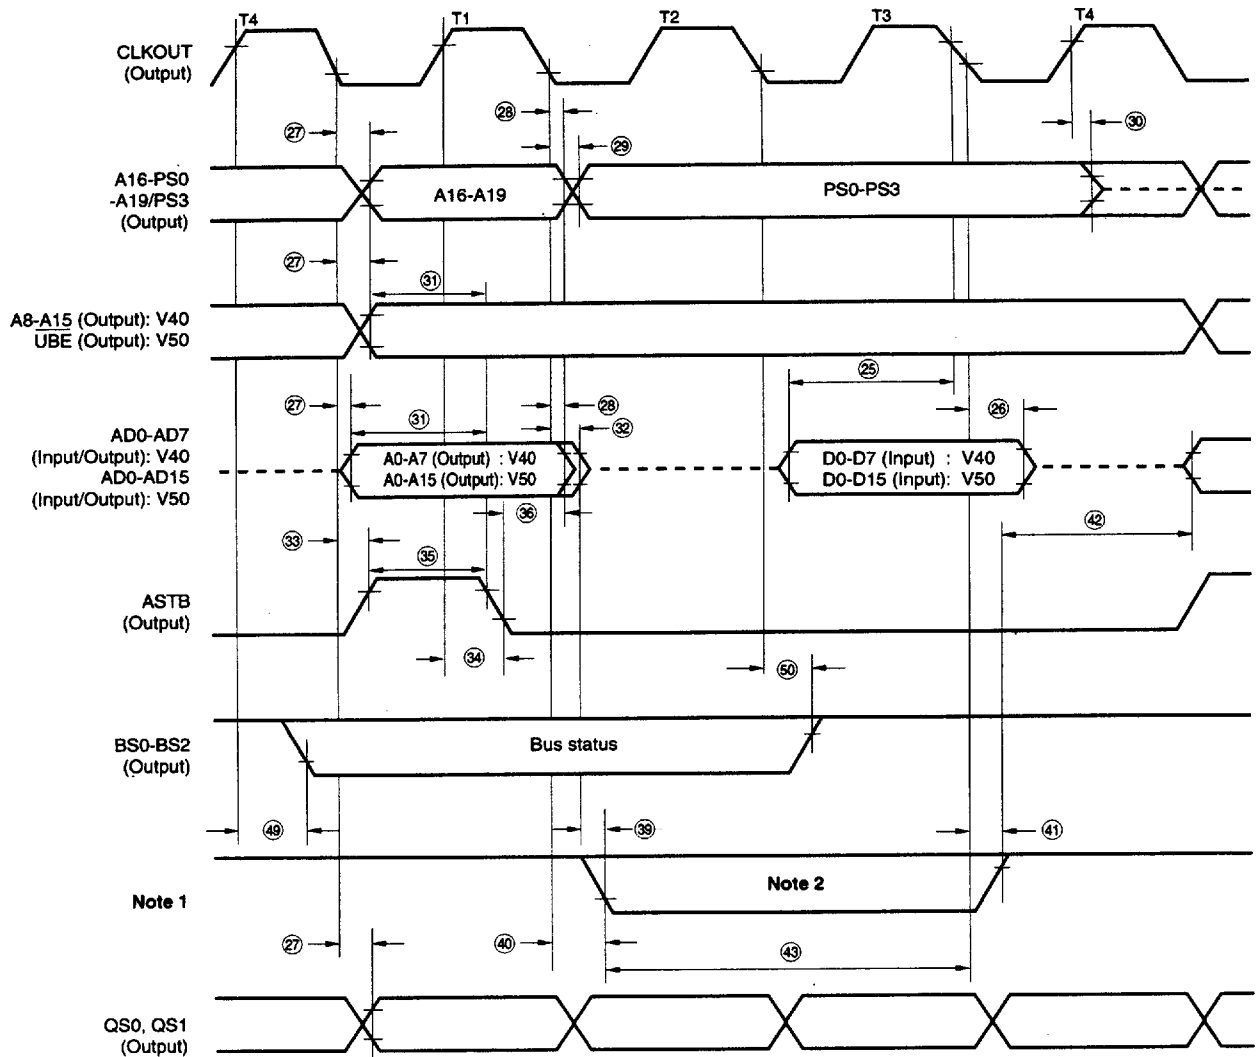 T4 T1 T2 T3 T4
CLKOUT
(Output)
㉘
㉗ ㉚
㉙
A16-PS0
-A19/PS3
(Output)
A16-A19
PS0-PS3
㉗
㉛
A8-A15 (Output): V40
UBE (Output): V50
㉕
㉗ ㉛ ㉘ ㉖
㉜
AD0-AD7
(Input/Output): V40
AD0-AD15
(Input/Output): V50
A0-A7 (Output) : V40
A0-A15 (Output): V50
D0-D7 (Input) : V40
D0-D15 (Input): V50
㊱ ㊷
㉝ ㉟
ASTB
(Output)
㉞ ㊿
BS0-BS2
(Output)
Bus status
㊾ ㊴ ㊶
Note 1
Note 2
㉗ ㊵ ㊸
QS0, QS1
(Output)